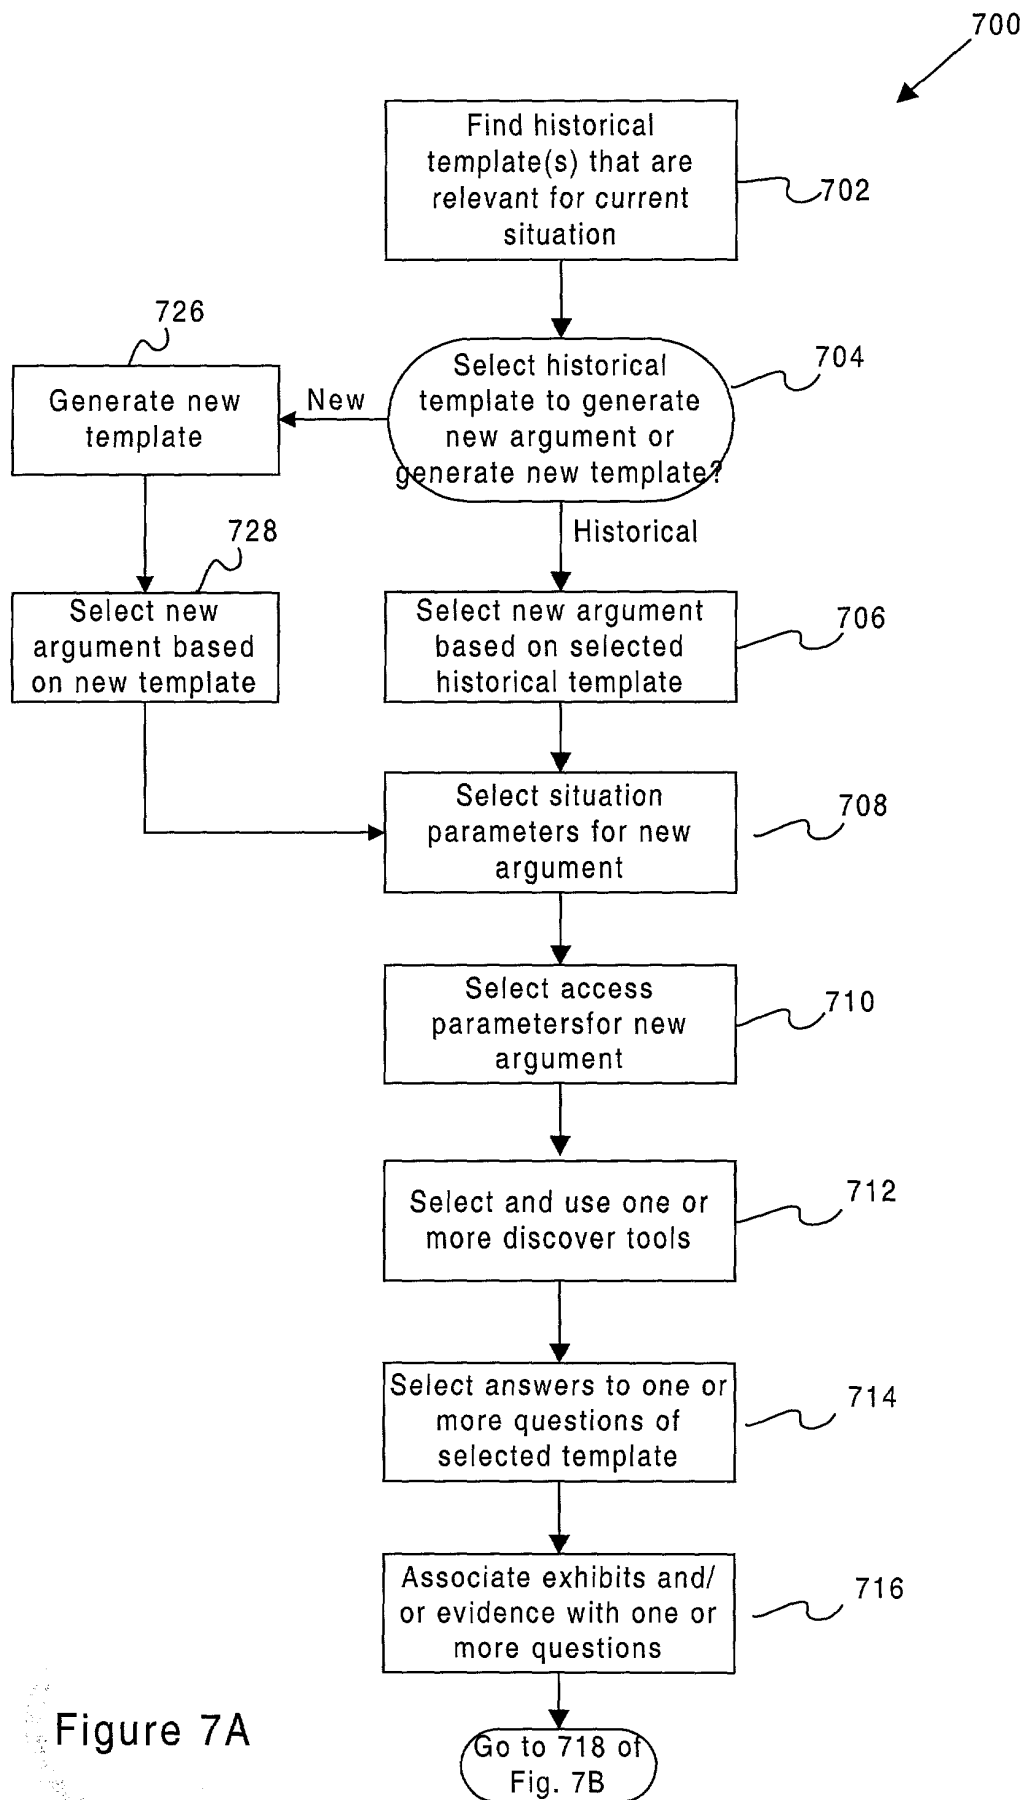 700
Find historical
template(s) that are
relevant for current
situation
702
726
Generate new
template
New
Select historical
template to generate
new argument or
generate new template?
704
Historical
728
Select new
argument based
on new template
Select new argument
based on selected
historical template
706
Select situation
parameters for new
argument
708
Select access
parametersfor new
argument
710
Select and use one or
more discover tools
712
Select answers to one or
more questions of
selected template
714
Associate exhibits and/
or evidence with one or
more questions
716
Figure 7A
Go to 718 of
Fig. 7B